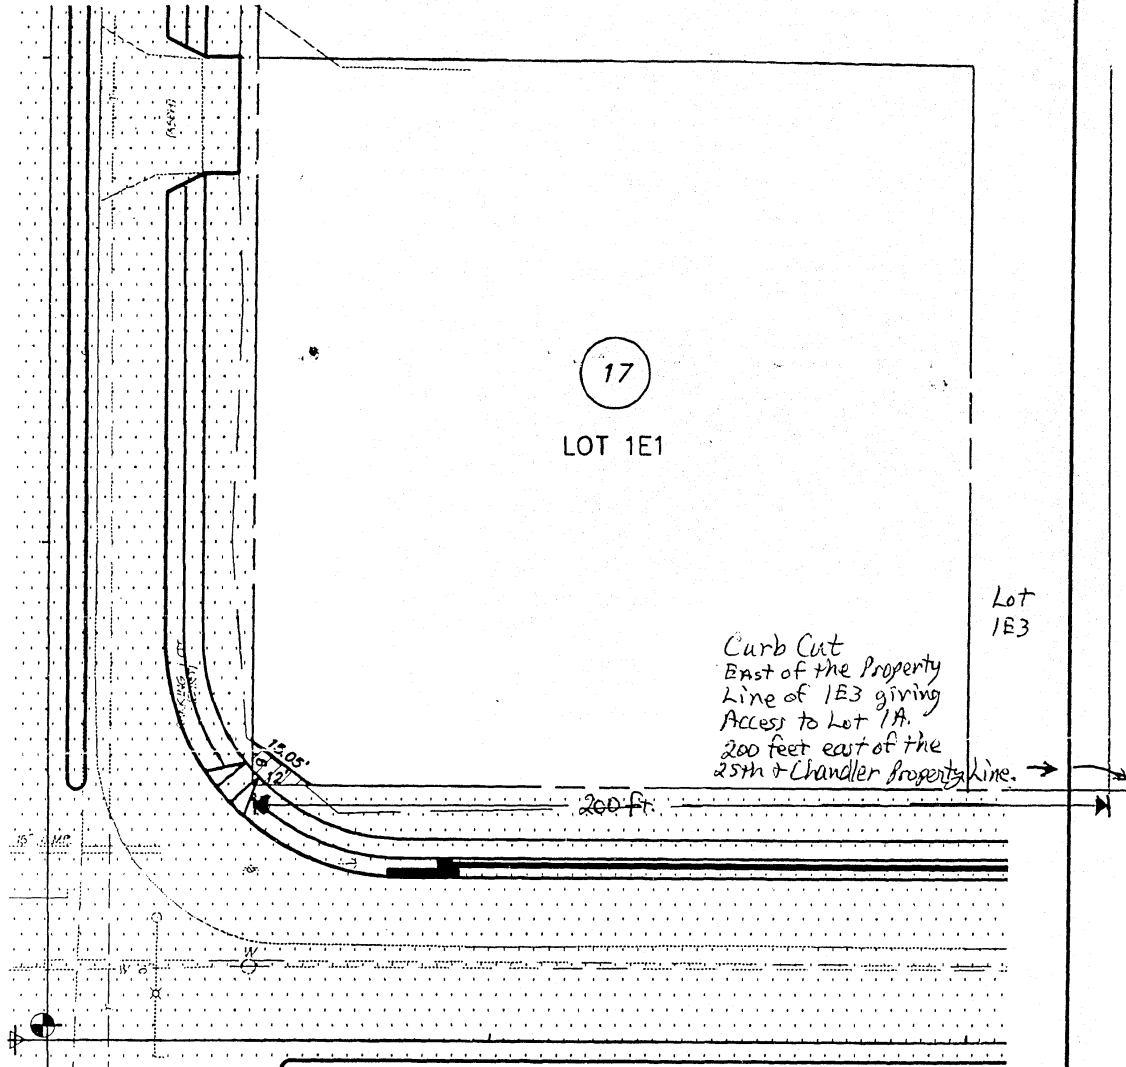 17
LOT 1E1
Lot
1E3
Curb Cut
East of the Property
Line of 1E3 giving
Access to Lot 1A.
200 feet east of the
25th & Chandler Property Line.
15.05'
12'
200 ft.
W